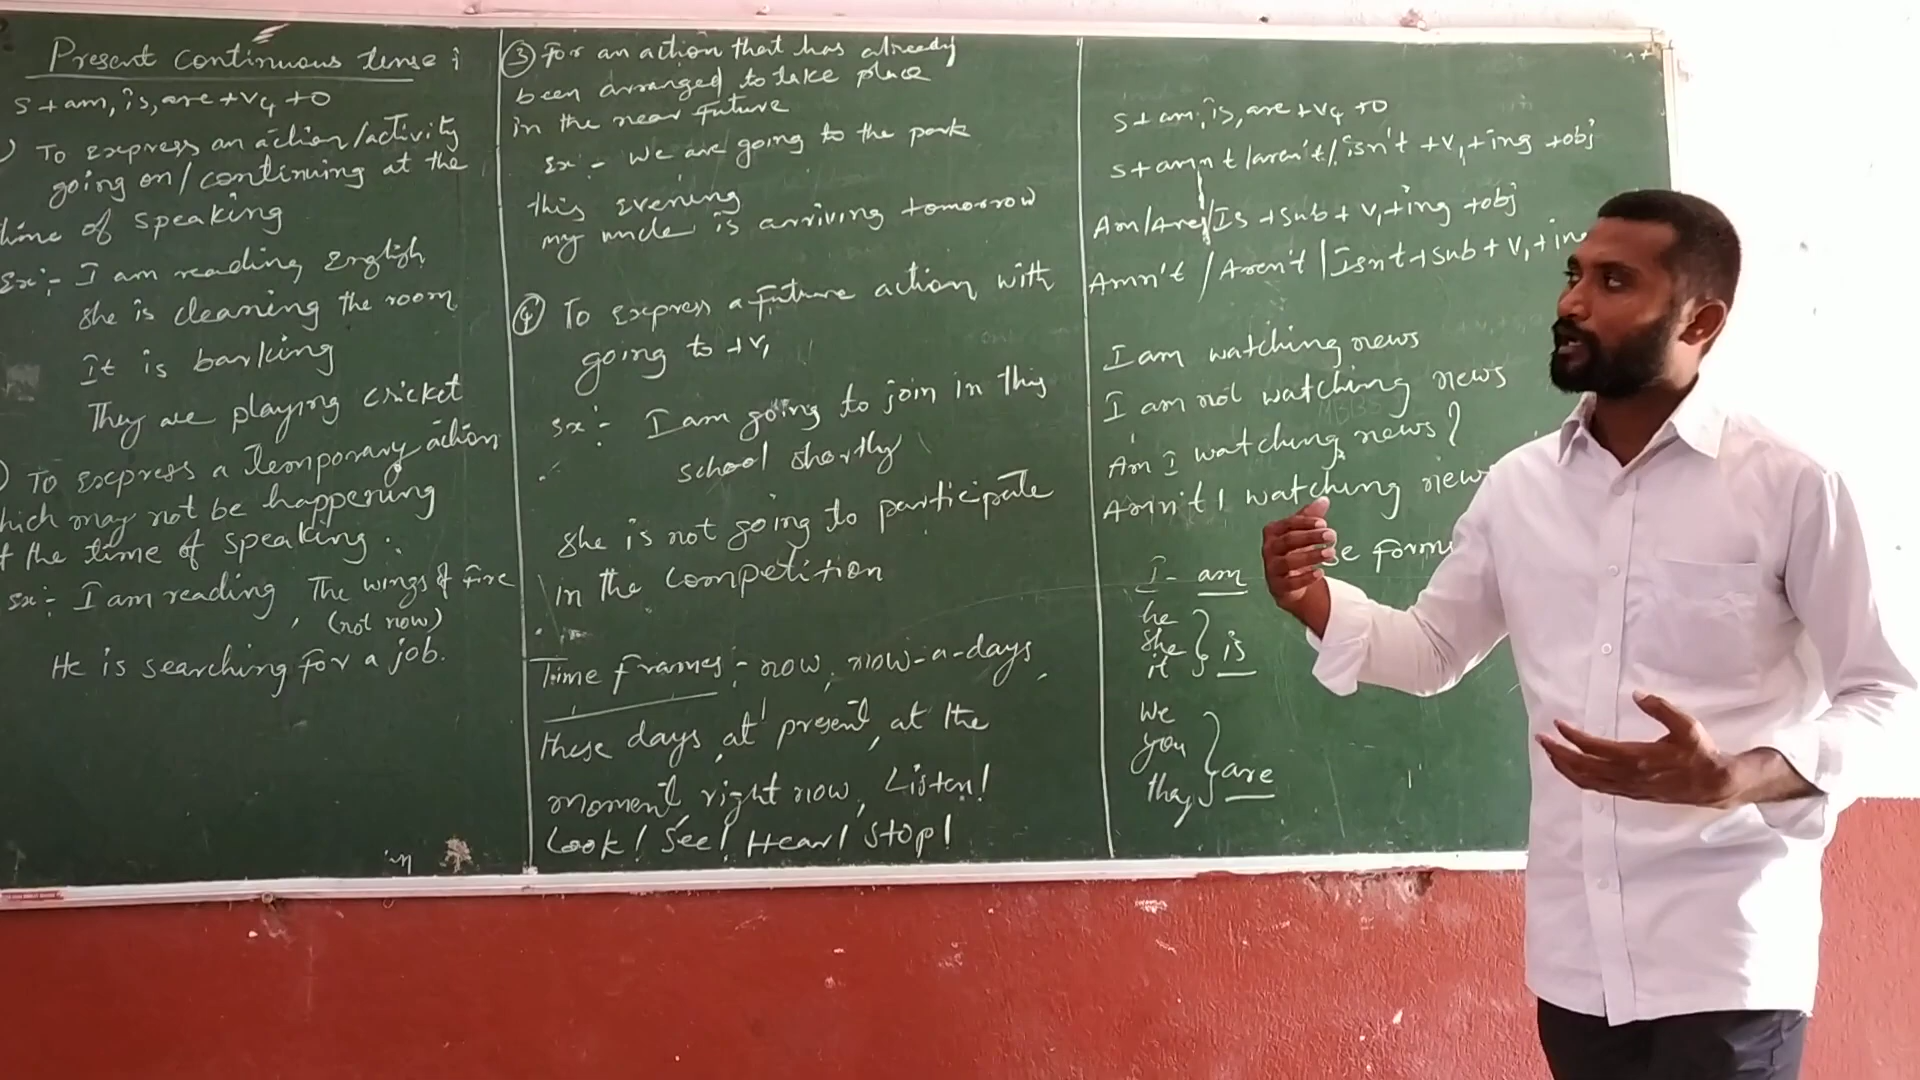 Present continuous tense :
S + am, is, are + V4 + O
) To express an action/activity
going on/continuing at the
time of speaking
Ex:- I am reading English
She is cleaning the room
It is barking
They are playing cricket
) To express a temporary action
which may not be happening
at the time of speaking.
Ex:- I am reading The wings of fire
(not now)
He is searching for a job.
③ For an action that has already
been arranged to take place
in the near future
Ex:- We are going to the park
this evening
my uncle is arriving tomorrow
④ To express a future action with
going to + V1
Ex:- I am going to join in this
school shortly
She is not going to participate
in the competition
Time frames:- now, now-a-days,
these days, at present, at the
moment, right now, Listen!
Look! See! Hear! Stop!
S + am, is, are + V4 + O
S + amn't/aren't/isn't + V1 + ing + obj
Am/Are/Is + sub + V1 + ing + obj
Amn't / Aren't / Isn't + sub + V1 + ing
I am watching news
I am not watching news
Am I watching news?
Amn't I watching news
forms
I - am
he
she
it
is
We
you
they
are